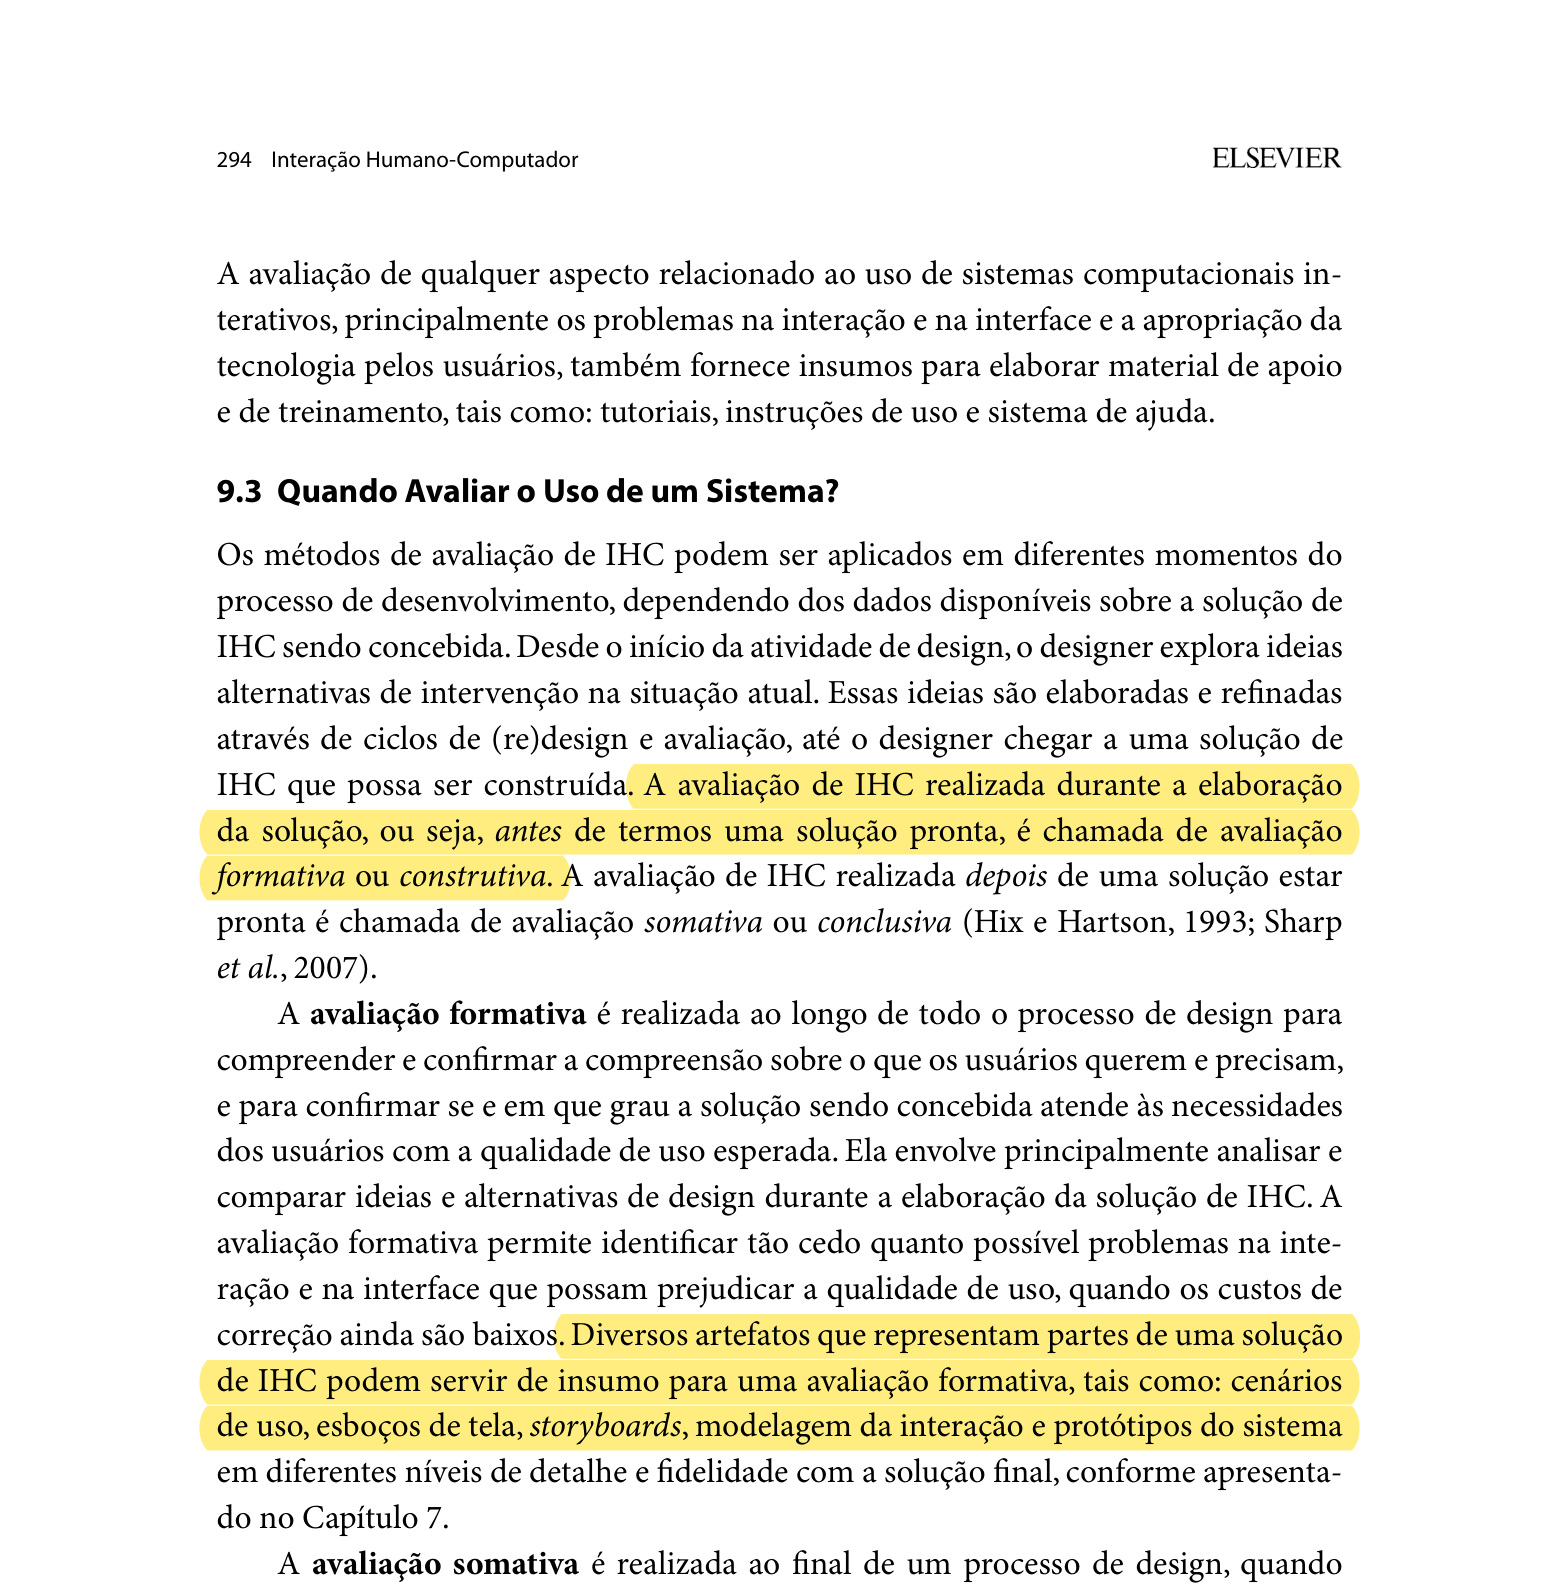 294 Interação Humano-Computador ELSEVIER
A avaliação de qualquer aspecto relacionado ao uso de sistemas computacionais in-
terativos, principalmente os problemas na interação e na interface e a apropriação da
tecnologia pelos usuários, também fornece insumos para elaborar material de apoio
e de treinamento, tais como: tutoriais, instruções de uso e sistema de ajuda.
9.3 Quando Avaliar o Uso de um Sistema?
Os métodos de avaliação de IHC podem ser aplicados em diferentes momentos do
processo de desenvolvimento, dependendo dos dados disponíveis sobre a solução de
IHC sendo concebida. Desde o início da atividade de design, o designer explora ideias
alternativas de intervenção na situação atual. Essas ideias são elaboradas e refinadas
através de ciclos de (re)design e avaliação, até o designer chegar a uma solução de
IHC que possa ser construída. A avaliação de IHC realizada durante a elaboração
da solução, ou seja, antes de termos uma solução pronta, é chamada de avaliação
formativa ou construtiva. A avaliação de IHC realizada depois de uma solução estar
pronta é chamada de avaliação somativa ou conclusiva (Hix e Hartson, 1993; Sharp
et al., 2007).
A avaliação formativa é realizada ao longo de todo o processo de design para
compreender e confirmar a compreensão sobre o que os usuários querem e precisam,
e para confirmar se e em que grau a solução sendo concebida atende às necessidades
dos usuários com a qualidade de uso esperada. Ela envolve principalmente analisar e
comparar ideias e alternativas de design durante a elaboração da solução de IHC. A
avaliação formativa permite identificar tão cedo quanto possível problemas na inte-
ração e na interface que possam prejudicar a qualidade de uso, quando os custos de
correção ainda são baixos. Diversos artefatos que representam partes de uma solução
de IHC podem servir de insumo para uma avaliação formativa, tais como: cenários
de uso, esboços de tela, storyboards, modelagem da interação e protótipos do sistema
em diferentes níveis de detalhe e fidelidade com a solução final, conforme apresenta-
do no Capítulo 7.
A avaliação somativa é realizada ao final de um processo de design, quando